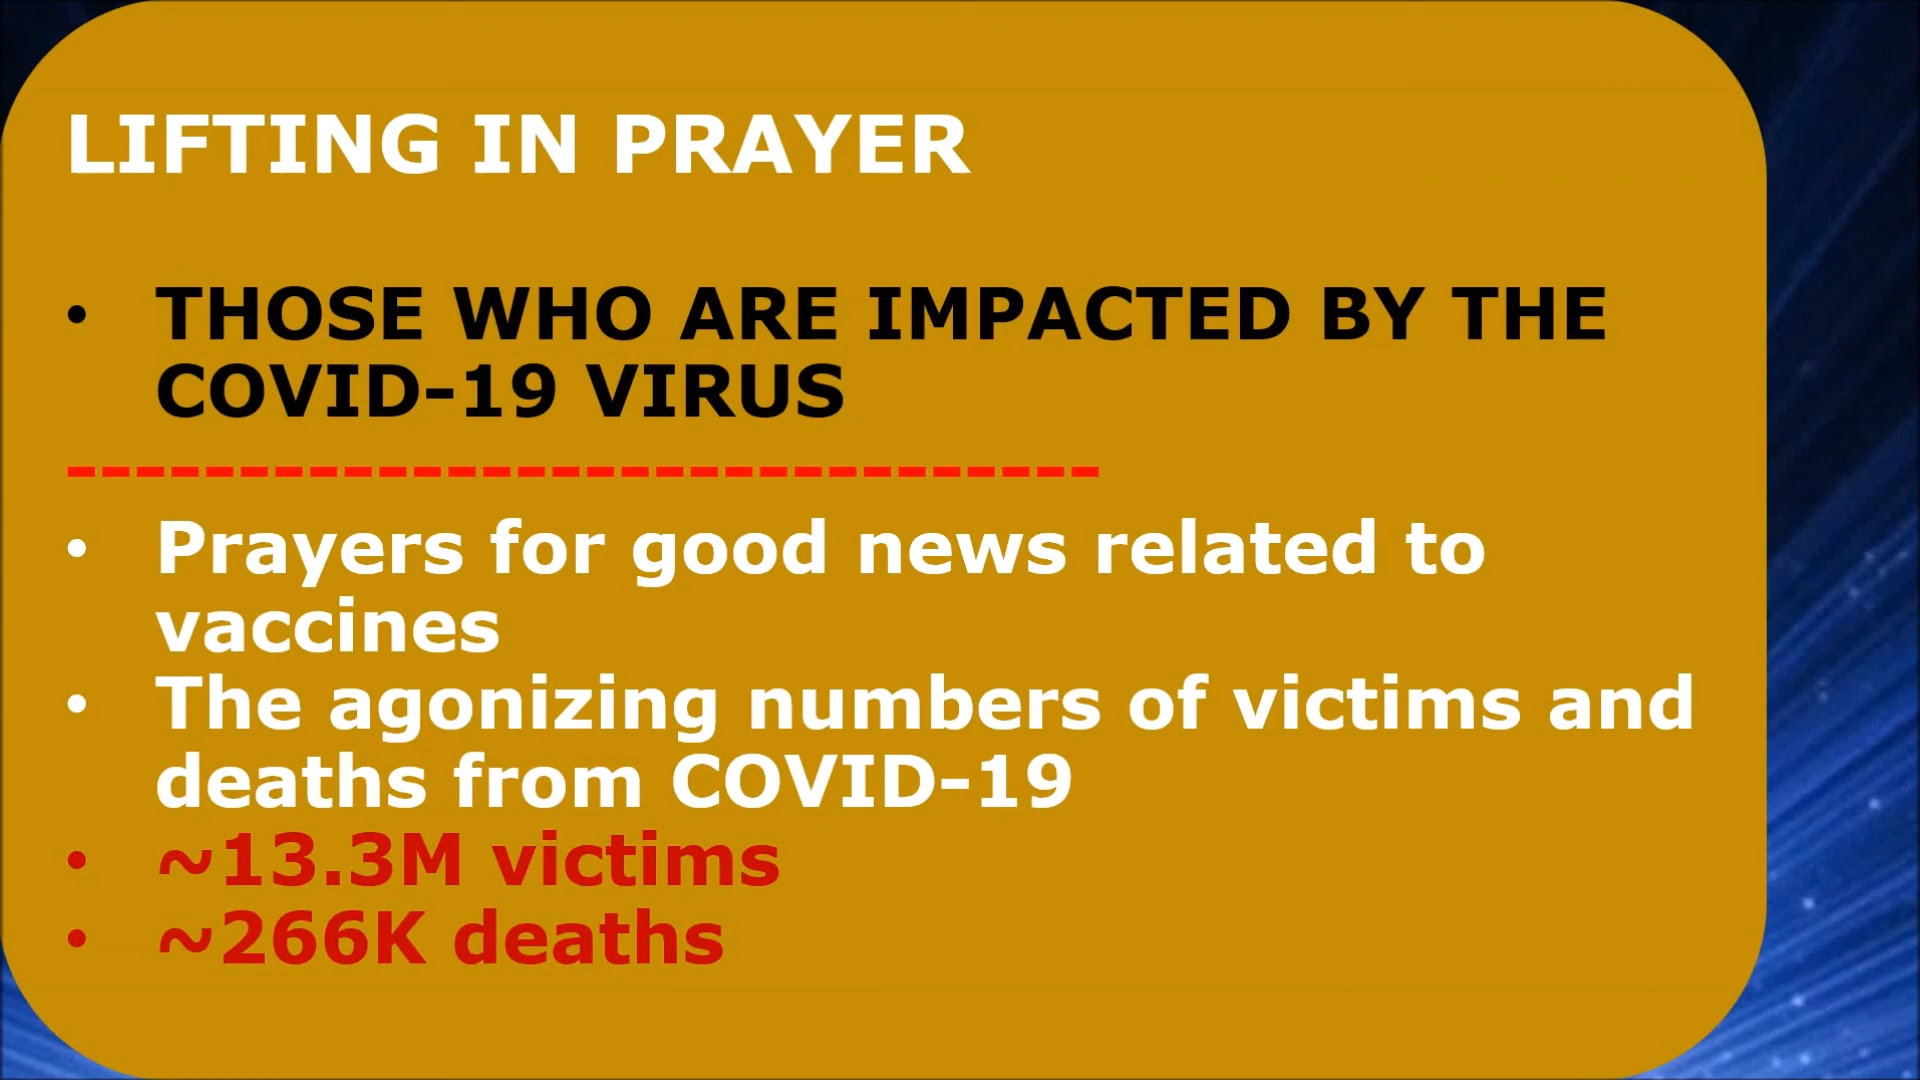 LIFTING IN PRAYER
• THOSE WHO ARE IMPACTED BY THE
COVID-19 VIRUS
------------------------------
• Prayers for good news related to
vaccines
• The agonizing numbers of victims and
deaths from COVID-19
• ~13.3M victims
• ~266K deaths